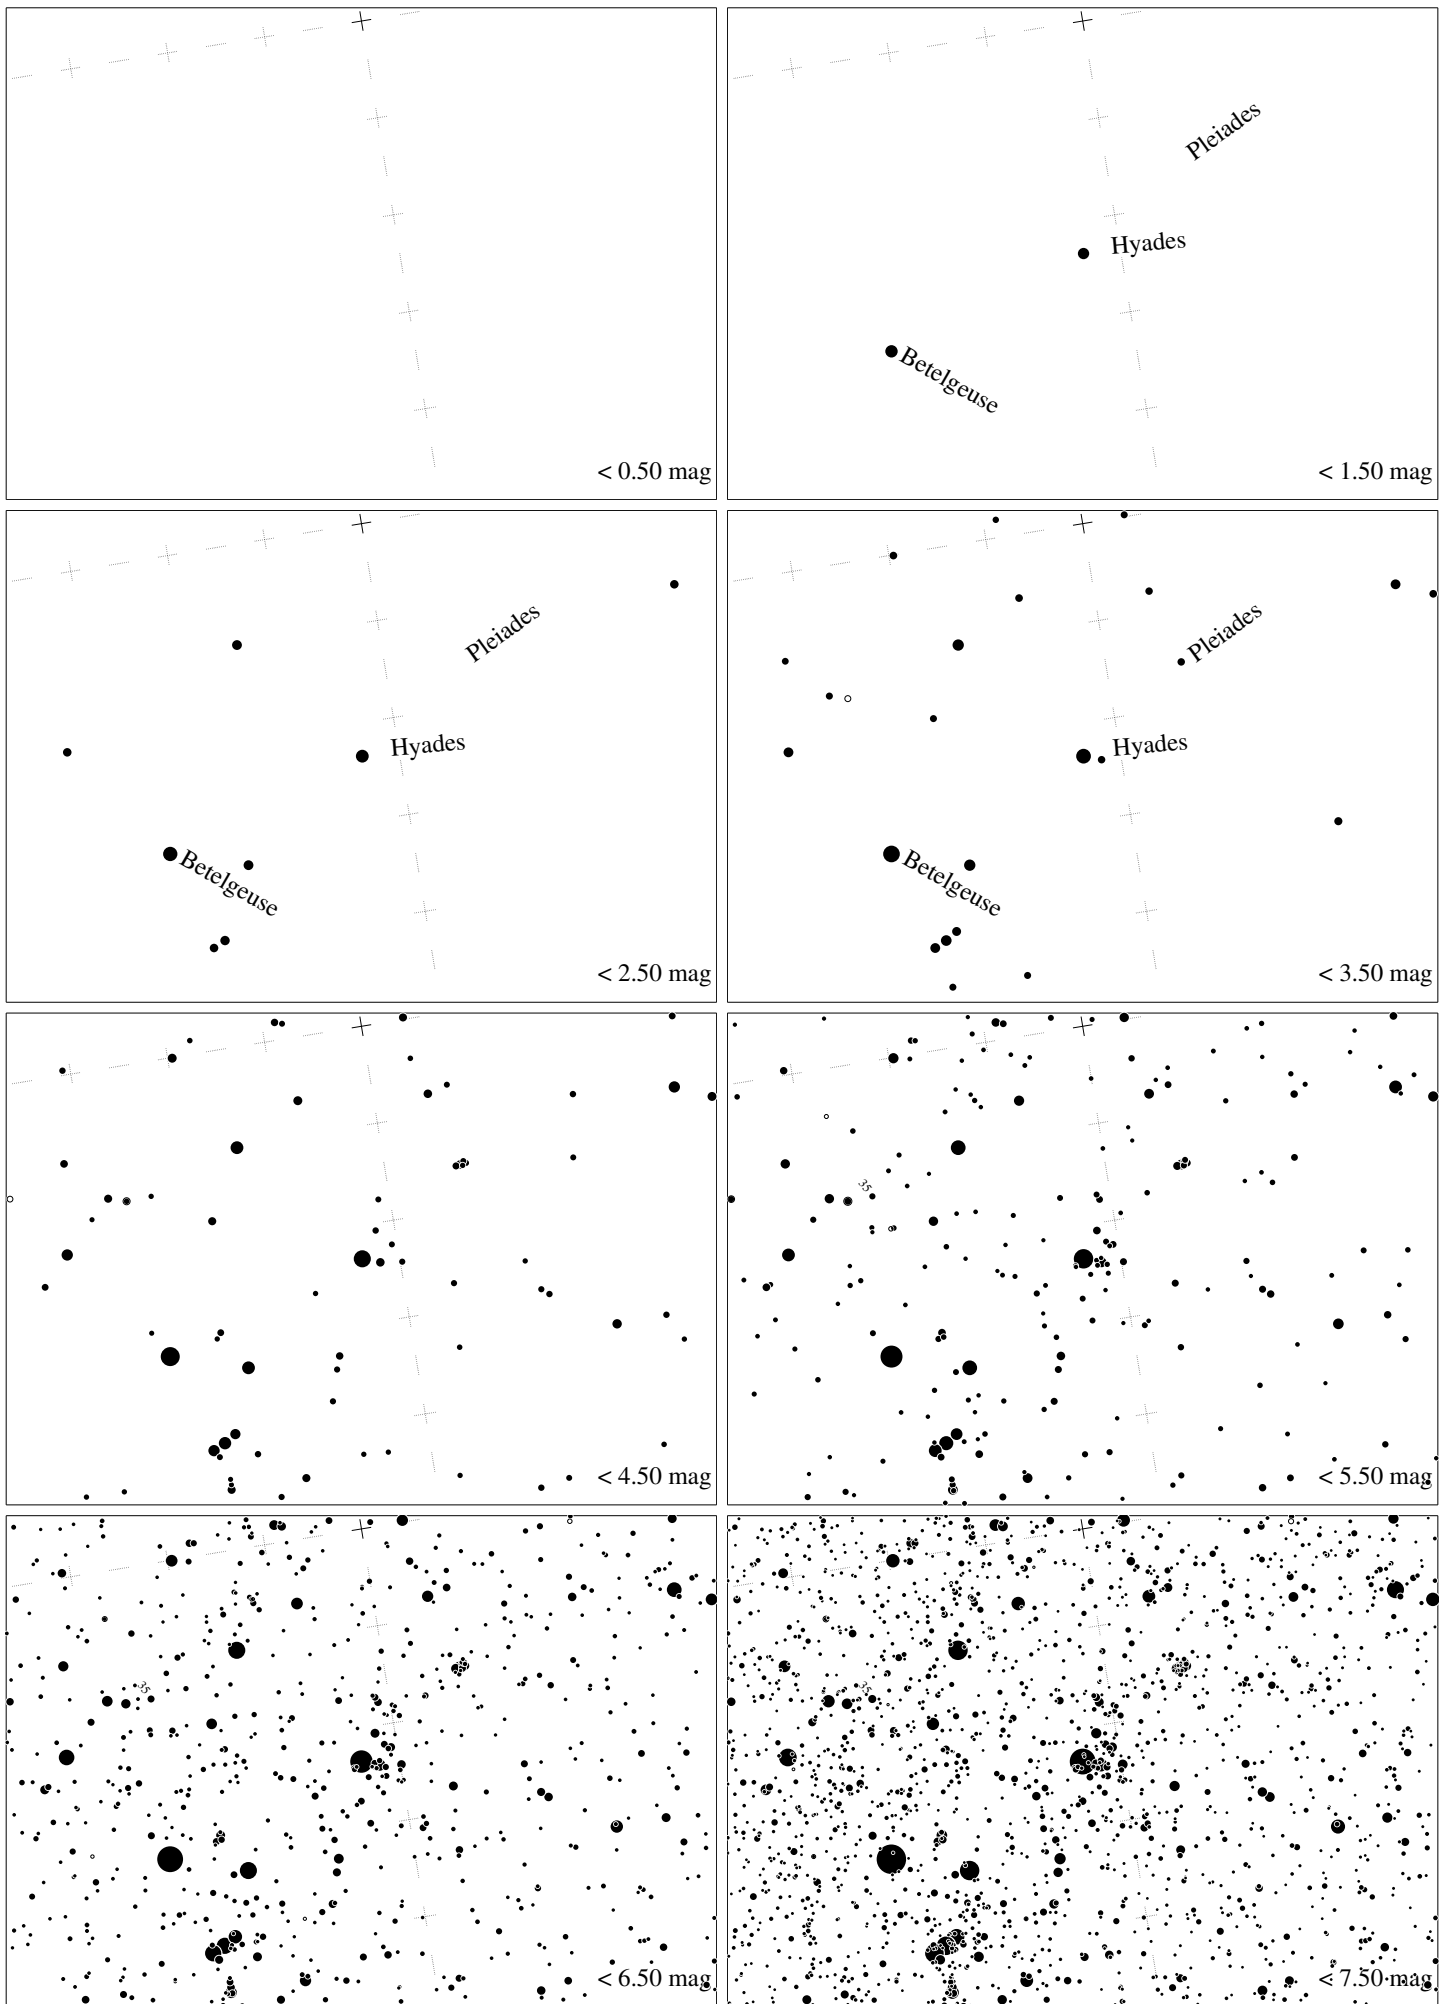 < 0.50 mag
Pleiades
Hyades
Betelgeuse
< 1.50 mag
Pleiades
Hyades
Betelgeuse
< 2.50 mag
Pleiades
Hyades
Betelgeuse
< 3.50 mag
< 4.50 mag
35
< 5.50 mag
35
< 6.50 mag
35
< 7.50 mag